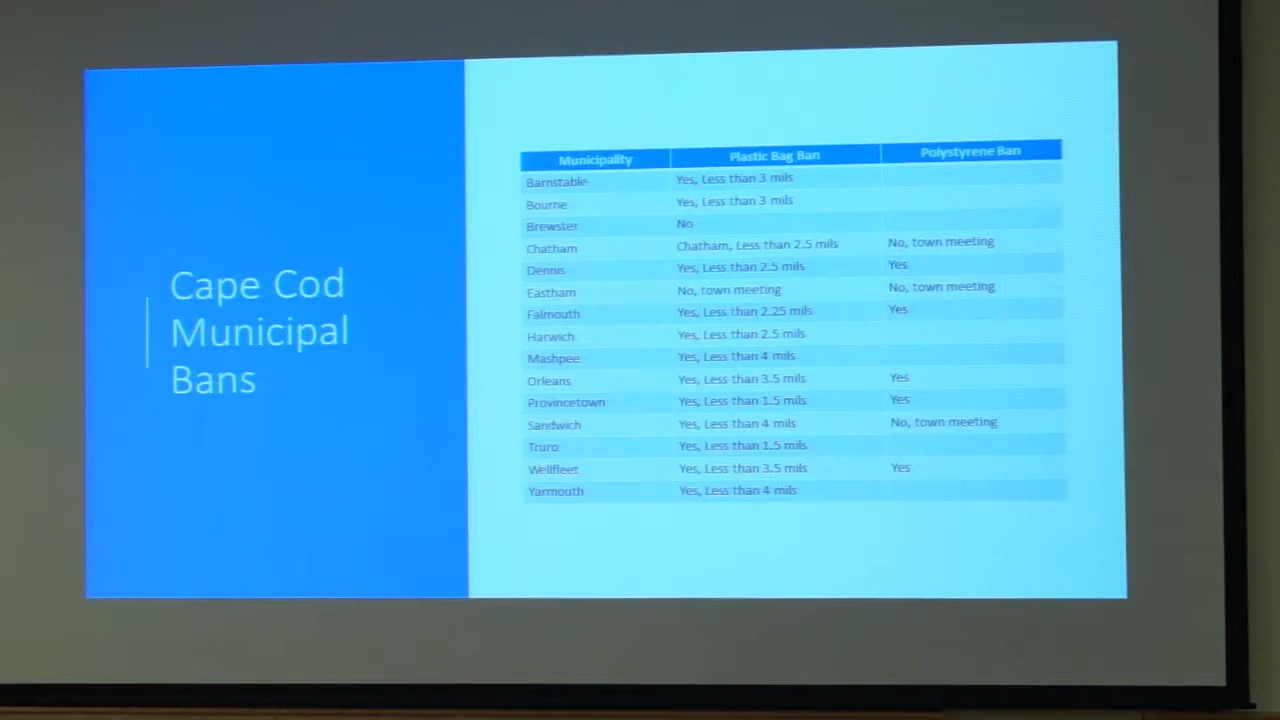 Cape Cod
Municipal
Bans
Municipality Plastic Bag Ban Polystyrene Ban
Barnstable Yes, Less than 3 mils
Bourne Yes, Less than 3 mils
Brewster No
Chatham Chatham, Less than 2.5 mils No, town meeting
Dennis Yes, Less than 2.5 mils Yes
Eastham No, town meeting No, town meeting
Falmouth Yes, Less than 2.25 mils Yes
Harwich Yes, Less than 2.5 mils
Mashpee Yes, Less than 4 mils
Orleans Yes, Less than 3.5 mils Yes
Provincetown Yes, Less than 1.5 mils Yes
Sandwich Yes, Less than 4 mils No, town meeting
Truro Yes, Less than 1.5 mils
Wellfleet Yes, Less than 3.5 mils Yes
Yarmouth Yes, Less than 4 mils